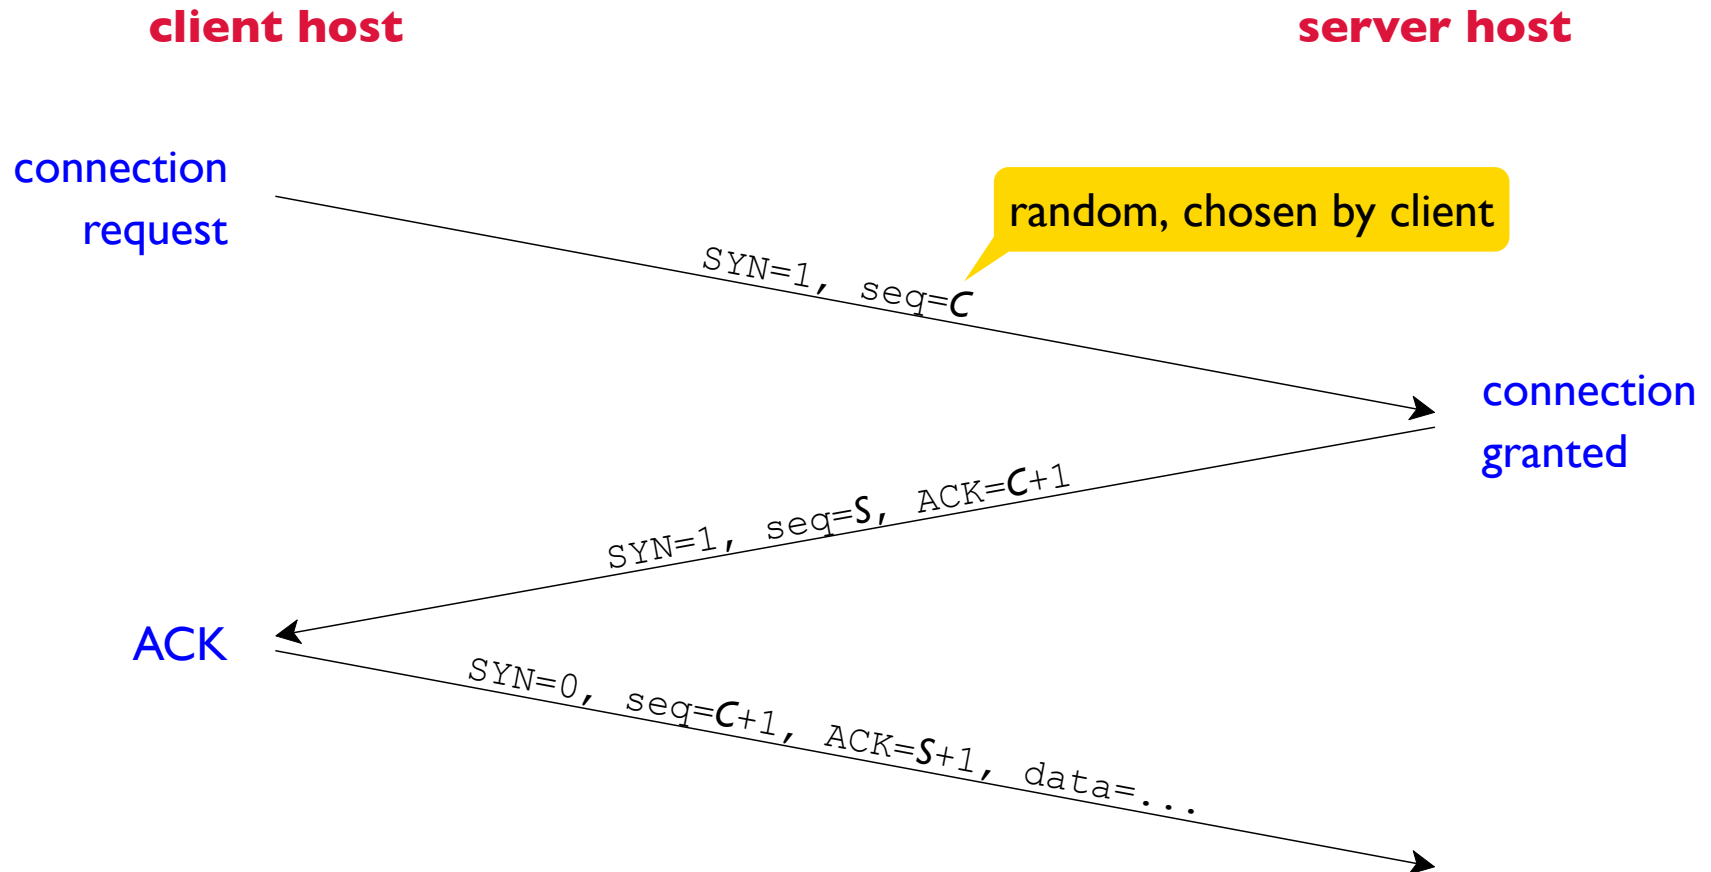 client host
server host
connection
request
random, chosen by client
SYN=1, seq=C
connection
granted
SYN=1, seq=S, ACK=C+1
ACK
SYN=0, seq=C+1, ACK=S+1, data=...